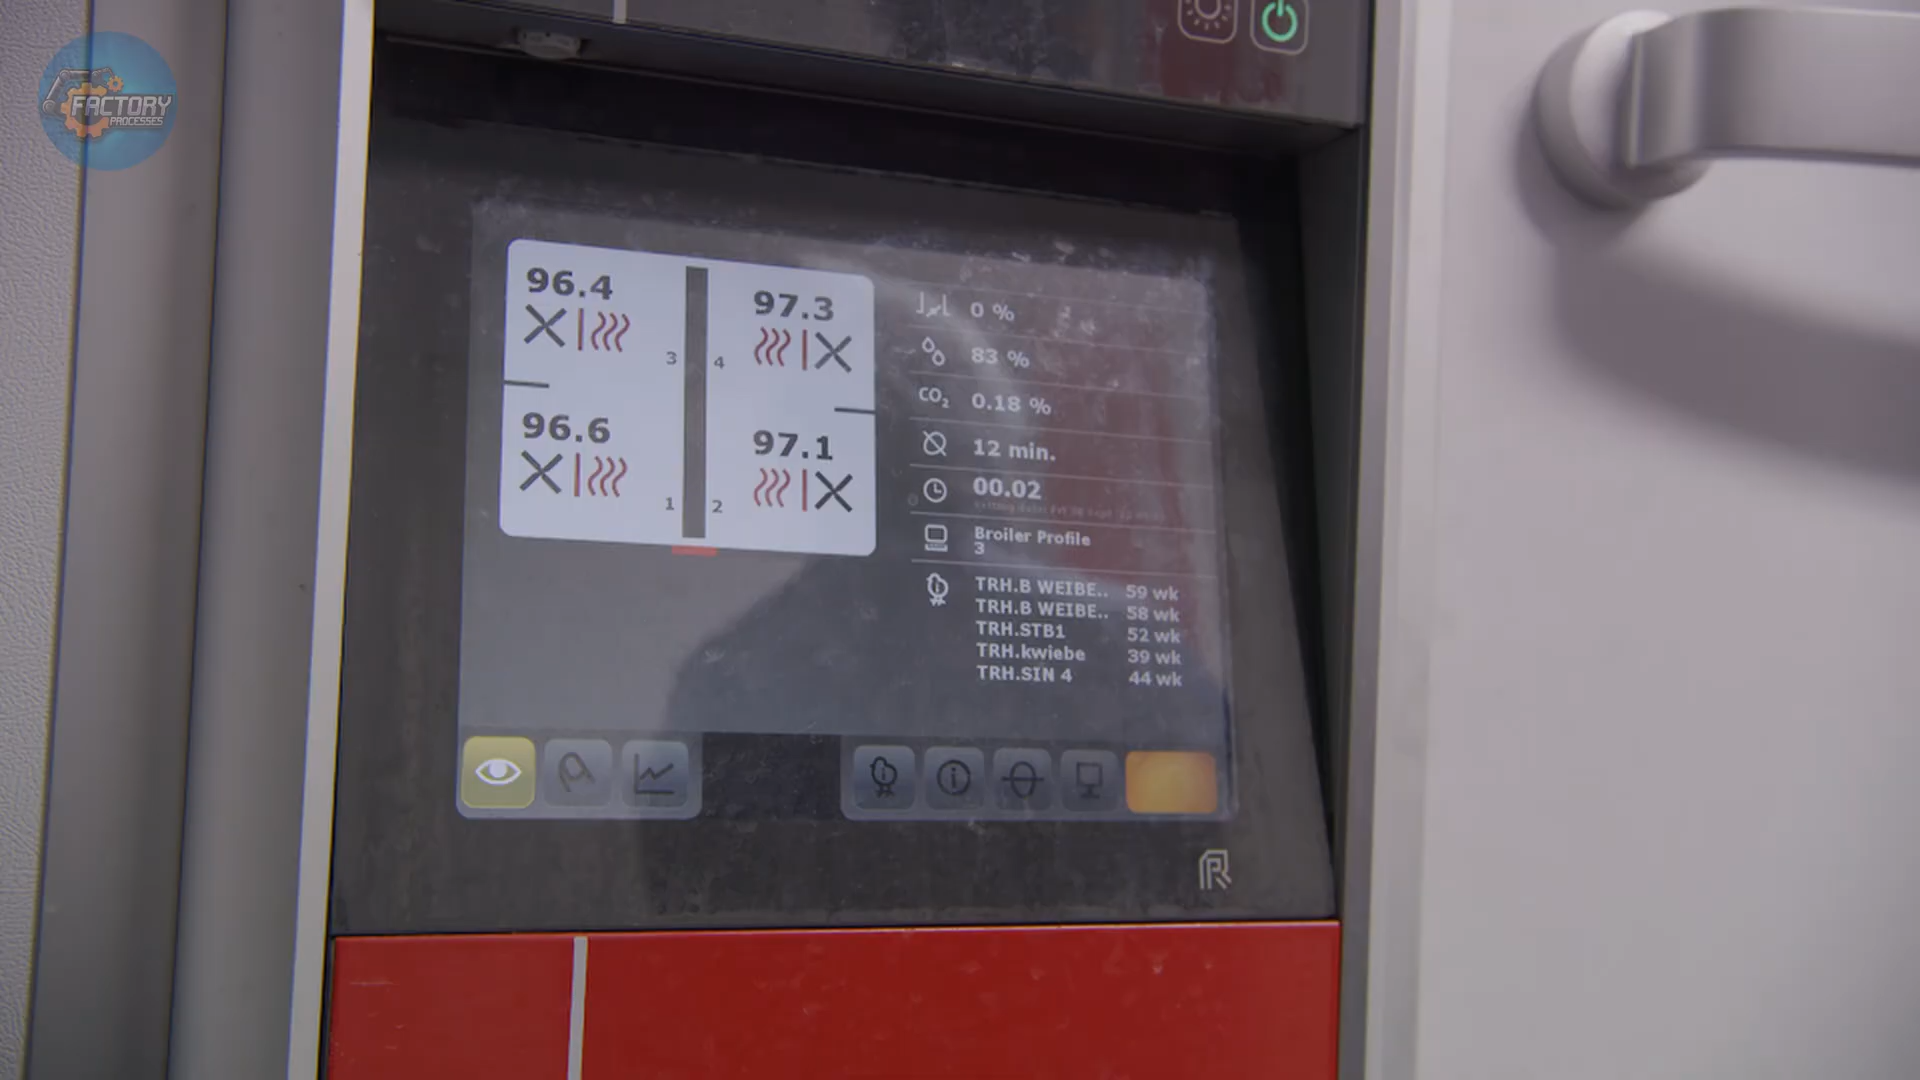 FACTORY
PROCESSES
96.4
97.3
3
4
96.6
97.1
1
2
0 %
83 %
CO₂ 0.18 %
12 min.
00.02
Broiler Profile
3
TRH.B WEIBE.. 59 wk
TRH.B WEIBE.. 58 wk
TRH.STB1 52 wk
TRH.kwiebe 39 wk
TRH.SIN 4 44 wk